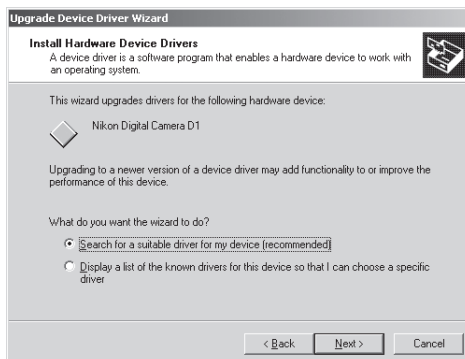 Upgrade Device Driver Wizard
Install Hardware Device Drivers
A device driver is a software program that enables a hardware device to work with
an operating system.
This wizard upgrades drivers for the following hardware device:
Nikon Digital Camera D1
Upgrading to a newer version of a device driver may add functionality to or improve the
performance of this device.
What do you want the wizard to do?
Search for a suitable driver for my device (recommended)
Display a list of the known drivers for this device so that I can choose a specific
driver
< Back
Next >
Cancel